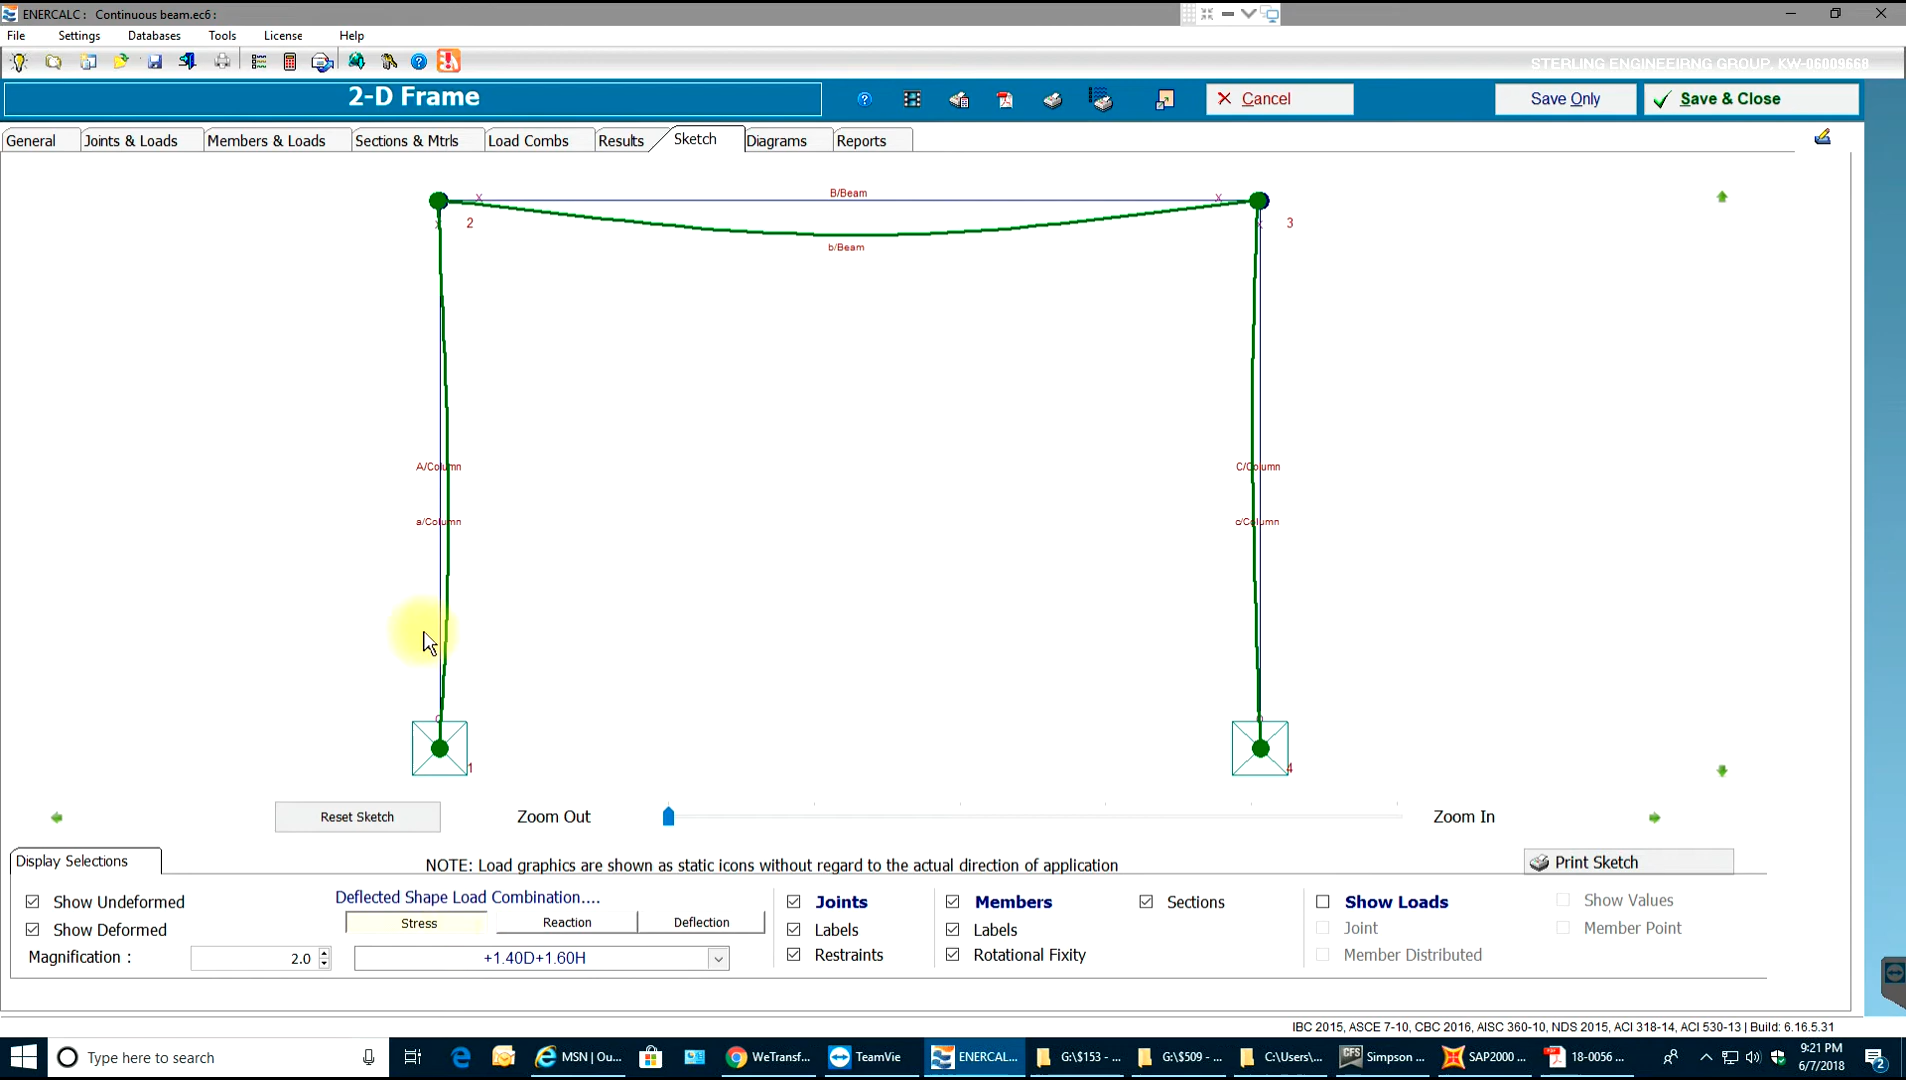 ENERCALC : Continuous beam.ec6 :
File Settings Databases Tools License Help
STERLING ENGINEEIRNG GROUP, KW-06009668
2-D Frame
Cancel
Save Only
Save & Close
General Joints & Loads Members & Loads Sections & Mtrls Load Combs Results Sketch Diagrams Reports
B/Beam
X X
2 3
b/Beam
A/Column C/Column
a/Column c/Column
1 4
Reset Sketch Zoom Out Zoom In
Display Selections
NOTE: Load graphics are shown as static icons without regard to the actual direction of application
Print Sketch
Show Undeformed
Show Deformed
Magnification : 2.0
Deflected Shape Load Combination....
Stress Reaction Deflection
+1.40D+1.60H
Joints
Labels
Restraints
Members
Labels
Rotational Fixity
Sections
Show Loads
Joint
Member Distributed
Show Values
Member Point
IBC 2015, ASCE 7-10, CBC 2016, AISC 360-10, NDS 2015, ACI 318-14, ACI 530-13 | Build: 6.16.5.31
Type here to search
MSN | Ou... WeTransf... TeamVie ENERCAL... G:\$153 - ... G:\$509 - ... C:\Users\... CFS Simpson ... SAP2000 ... 18-0056 ...
9:21 PM
6/7/2018
2